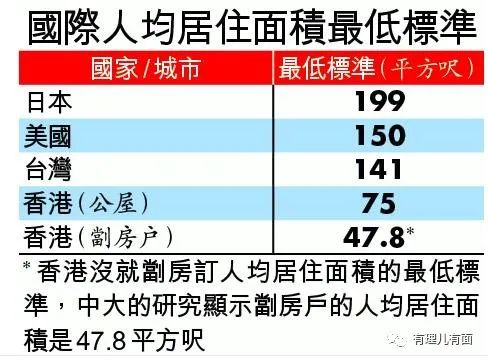 國際人均居住面積最低標準
國家/城市 最低標準(平方呎)
日本 199
美國 150
台灣 141
香港(公屋) 75
香港(劏房户) 47.8*
*香港沒就劏房訂人均居住面積的最低標
準，中大的研究顯示劏房戶的人均居住面
積是47.8平方呎
有理儿有面